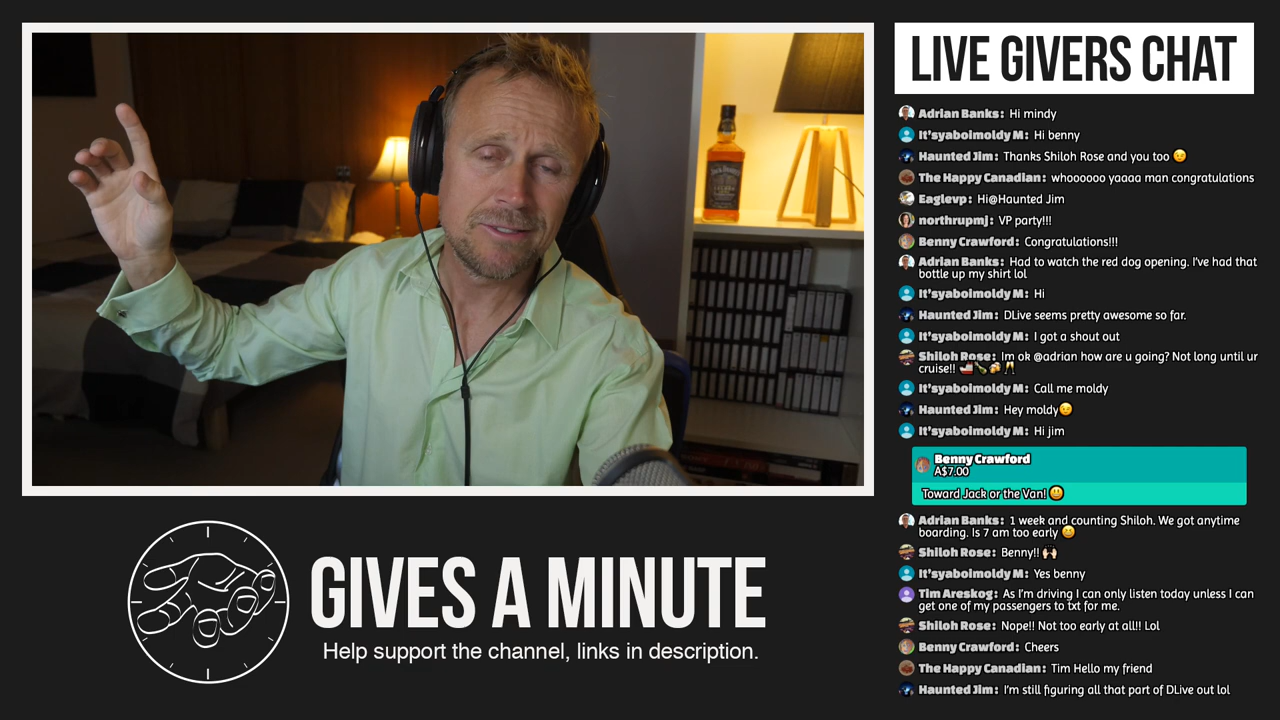 LIVE GIVERS CHAT
Adrian Banks: Hi mindy
It'syaboimoldy M: Hi benny
Haunted Jim: Thanks Shiloh Rose and you too 😉
The Happy Canadian: whoooooo yaaaa man congratulations
Eaglevp: Hi@Haunted Jim
northrupmj: VP party!!!
Benny Crawford: Congratulations!!!
Adrian Banks: Had to watch the red dog opening. I've had that
bottle up my shirt lol
It'syaboimoldy M: Hi
Haunted Jim: DLive seems pretty awesome so far.
It'syaboimoldy M: I got a shout out
Shiloh Rose: Im ok @adrian how are u going? Not long until ur
cruise!! 🚢🍾🍻🥂
It'syaboimoldy M: Call me moldy
Haunted Jim: Hey moldy😉
It'syaboimoldy M: Hi jim
Benny Crawford
A$7.00
Toward Jack or the Van! 😃
Adrian Banks: 1 week and counting Shiloh. We got anytime
boarding. Is 7 am too early 😄
Shiloh Rose: Benny!! 🙌🏻
It'syaboimoldy M: Yes benny
Tim Areskog: As I'm driving I can only listen today unless I can
get one of my passengers to txt for me.
Shiloh Rose: Nope!! Not too early at all!! Lol
Benny Crawford: Cheers
The Happy Canadian: Tim Hello my friend
Haunted Jim: I'm still figuring all that part of DLive out lol
GIVES A MINUTE
Help support the channel, links in description.